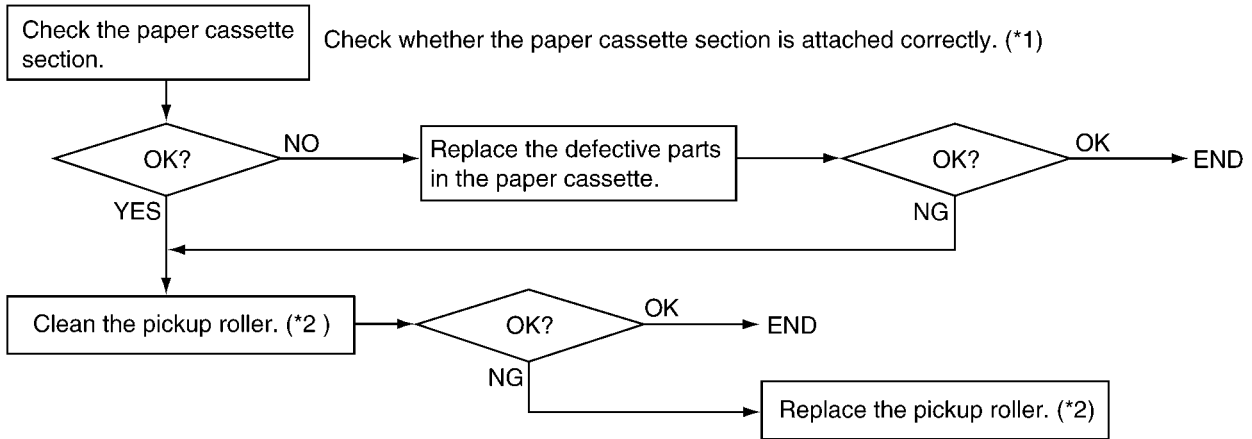 Check the paper cassette
section.
Check whether the paper cassette section is attached correctly. (*1)
OK?
NO
Replace the defective parts
in the paper cassette.
OK?
OK
END
YES
NG
Clean the pickup roller. (*2 )
OK?
OK
END
NG
Replace the pickup roller. (*2)